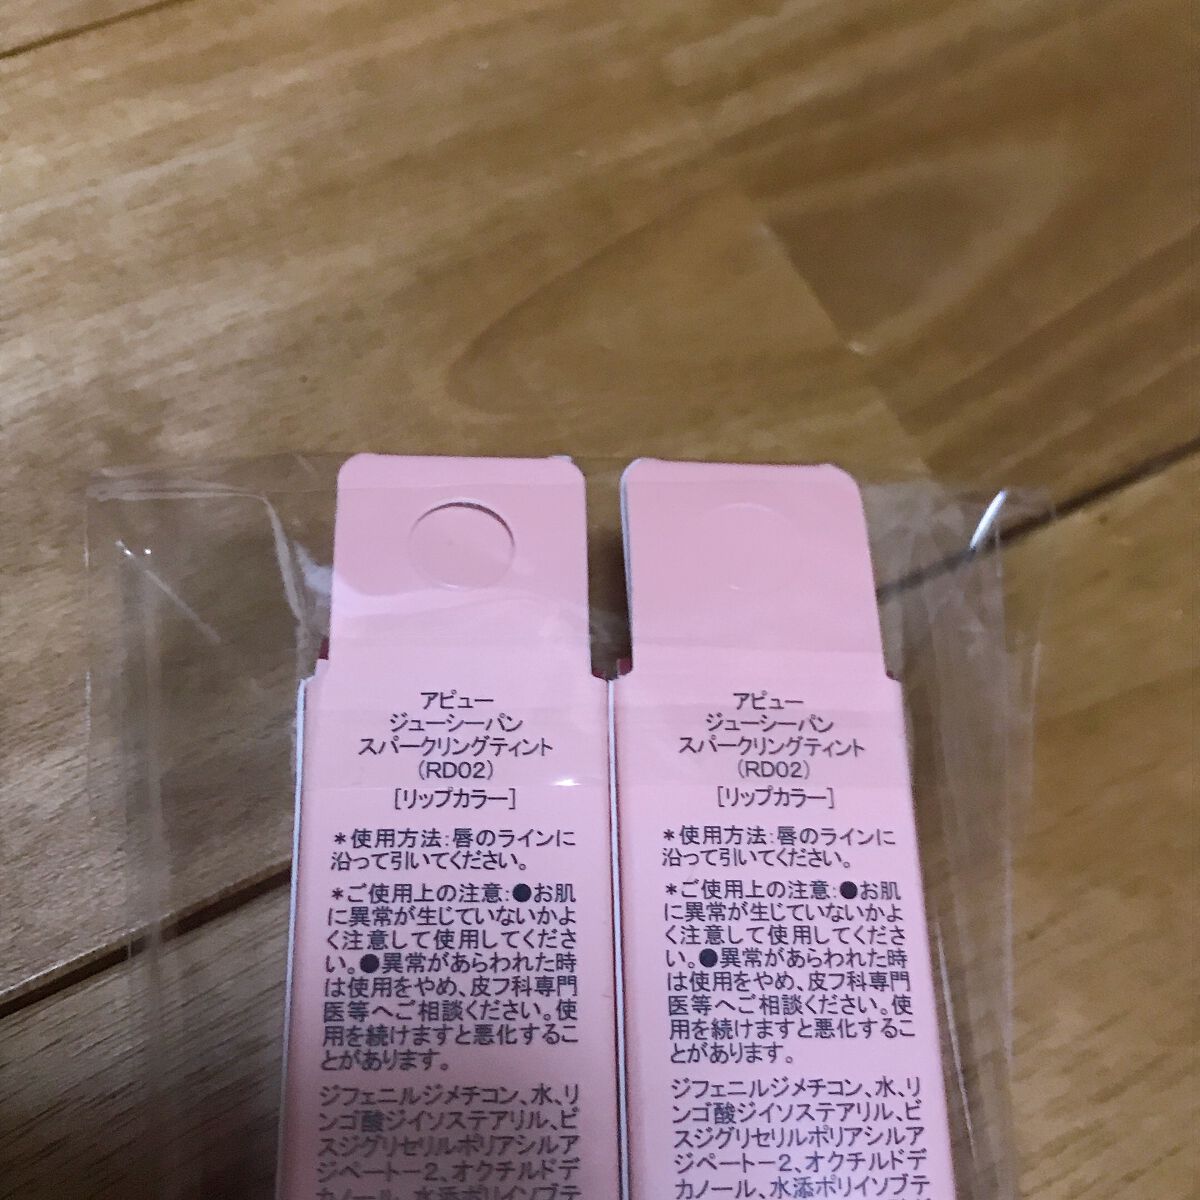 アピュー
ジューシーパン
スパークリングティント
(RD02)
[リップカラー]
*使用方法:唇のラインに
沿って引いてください。
*ご使用上の注意:●お肌
に異常が生じていないかよ
く注意して使用してくださ
い。●異常があらわれた時
は使用をやめ、皮フ科専門
医等へご相談ください。使
用を続けますと悪化するこ
とがあります。
ジフェニルジメチコン、水、リ
ンゴ酸ジイソステアリル、ビ
スジグリセリルポリアシルア
ジペートー2、オクチルドデ
カノール、水添ポリイソブテ
アピュー
ジューシーパン
スパークリングティント
(RD02)
[リップカラー]
*使用方法:唇のラインに
沿って引いてください。
*ご使用上の注意:●お肌
に異常が生じていないかよ
く注意して使用してくださ
い。●異常があらわれた時
は使用をやめ、皮フ科専門
医等へご相談ください。使
用を続けますと悪化するこ
とがあります。
ジフェニルジメチコン、水、リ
ンゴ酸ジイソステアリル、ビ
スジグリセリルポリアシルア
ジペートー2、オクチルドデ
カノール、水添ポリイソブテ